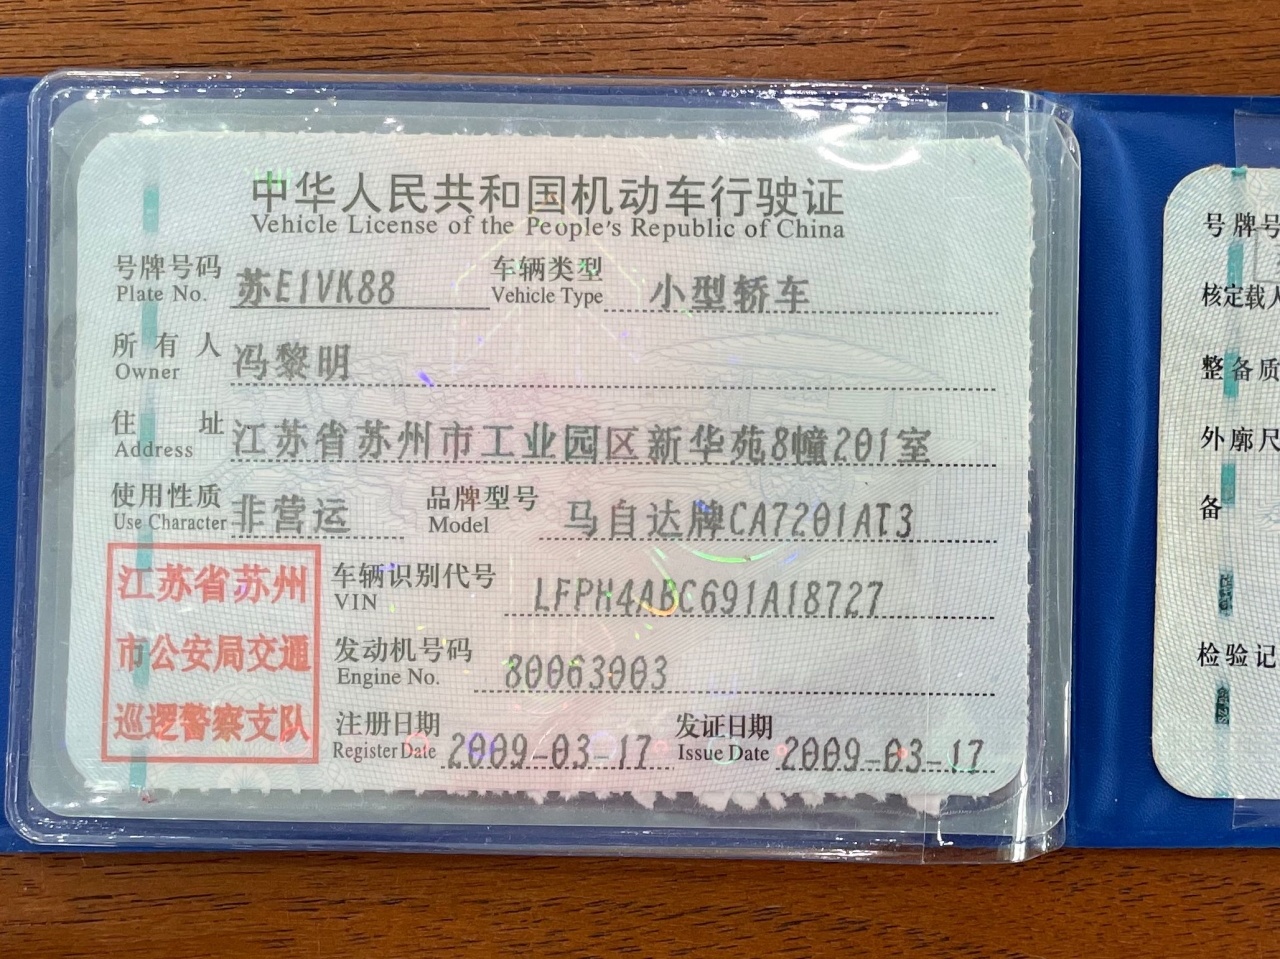 中华人民共和国机动车行驶证
Vehicle License of the People's Republic of China
号牌号码 苏E1VK88 车辆类型 小型轿车
Plate No. Vehicle Type
所有人 冯黎明
Owner
住址 江苏省苏州市工业园区新华苑8幢201室
Address
使用性质 非营运 品牌型号 马自达牌CA7201AT3
Use Character Model
江苏省苏州
市公安局交通
巡逻警察支队
车辆识别代号 LFPH4ABC691A18727
VIN
发动机号码 80063003
Engine No.
注册日期 2009-03-17 发证日期 2009-03-17
Register Date Issue Date
号牌号
核定载人
整备质
外廓尺
备
检验记